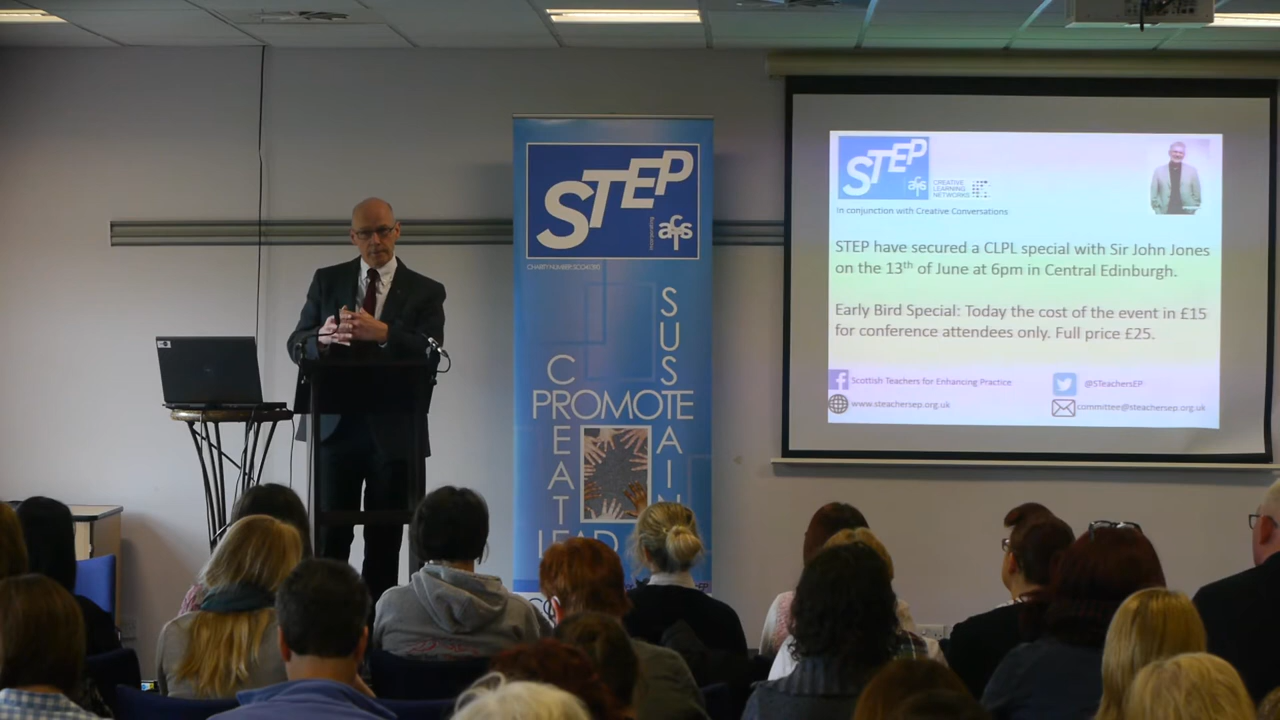 STEP
afs
SUSTAIN
CREATE
PROMOTE
LEAD
STEP
afs
CREATIVE
LEARNING
NETWORKS
In conjunction with Creative Conversations
STEP have secured a CLPL special with Sir John Jones
on the 13th of June at 6pm in Central Edinburgh.
Early Bird Special: Today the cost of the event in £15
for conference attendees only. Full price £25.
Scottish Teachers for Enhancing Practice
@STeachersEP
www.steachersep.org.uk
committee@steachersep.org.uk